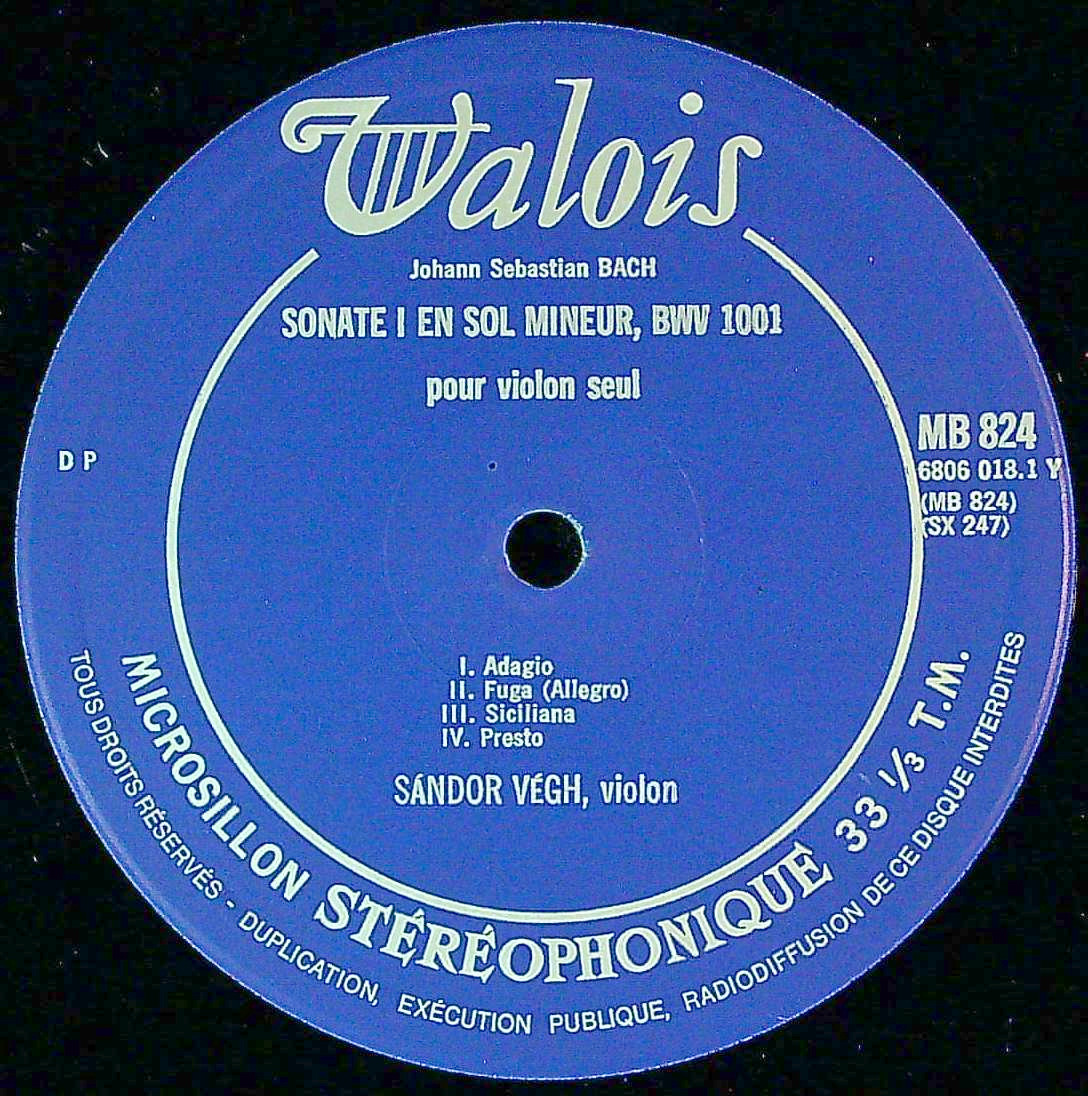 Valois
Johann Sebastian BACH
SONATE I EN SOL MINEUR, BWV 1001
pour violon seul
D P
MB 824
6806 018.1 Y
(MB 824)
(SX 247)
I. Adagio
II. Fuga (Allegro)
III. Siciliana
IV. Presto
SÁNDOR VÉGH, violon
MICROSILLON STÉRÉOPHONIQUE 33 1/3 T.M.
TOUS DROITS RÉSERVÉS - DUPLICATION, EXÉCUTION PUBLIQUE, RADIODIFFUSION DE CE DISQUE INTERDITES